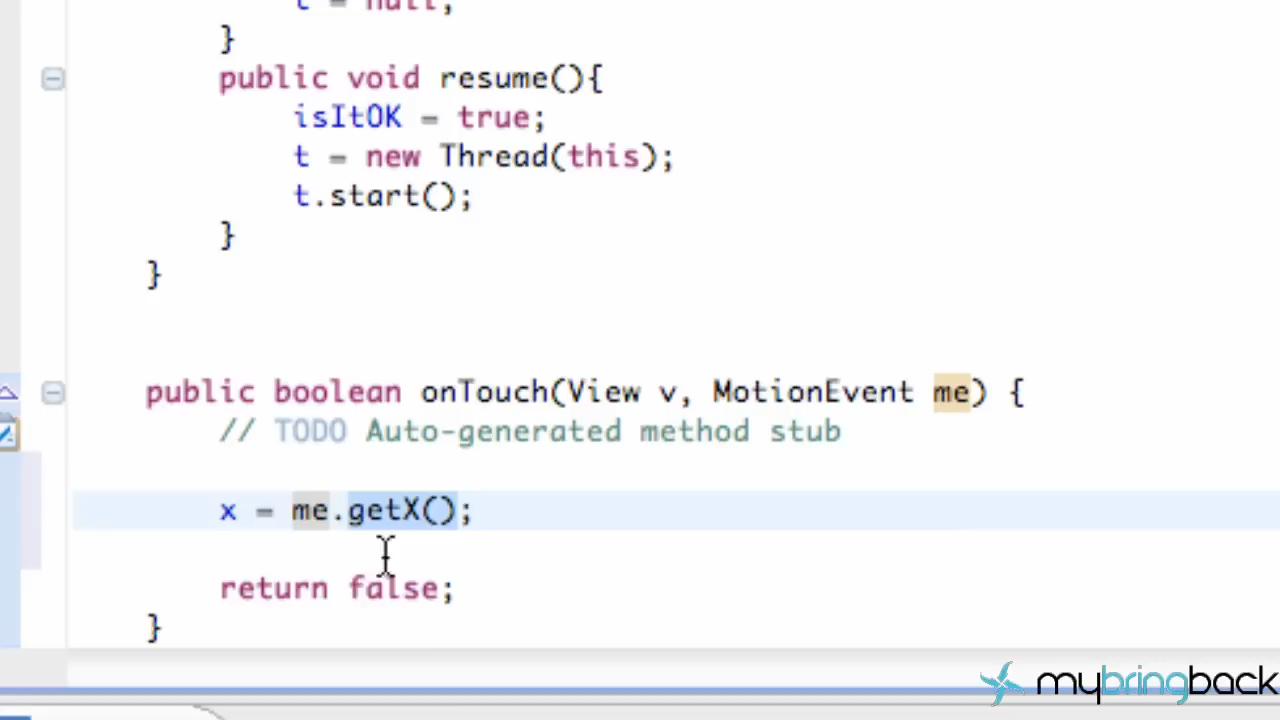 t = null;
}
public void resume(){
isItOK = true;
t = new Thread(this);
t.start();
}
}
public boolean onTouch(View v, MotionEvent me) {
// TODO Auto-generated method stub
x = me.getX();
return false;
}
mybringback